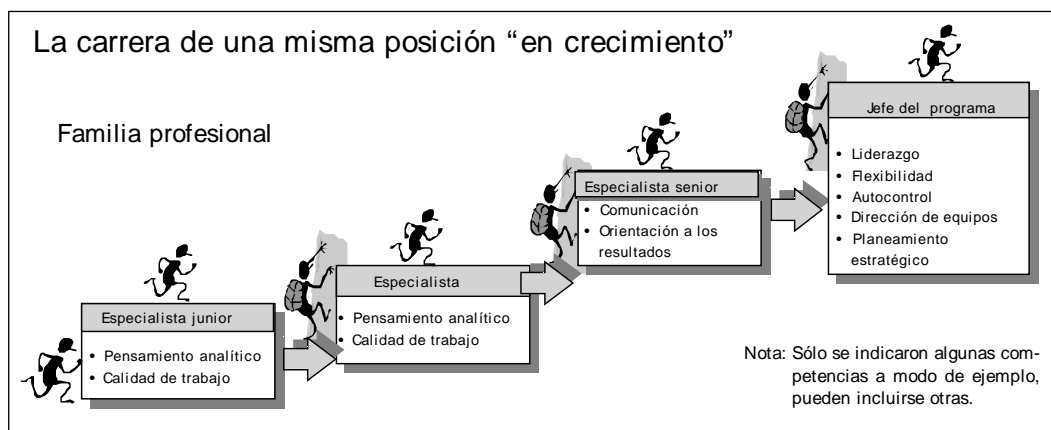 La carrera de una misma posición “en crecimiento”
Familia profesional
Especialista junior
• Pensamiento analítico
• Calidad de trabajo
Especialista
• Pensamiento analítico
• Calidad de trabajo
Especialista senior
• Comunicación
• Orientación a los
resultados
Jefe del programa
• Liderazgo
• Flexibilidad
• Autocontrol
• Dirección de equipos
• Planeamiento
estratégico
Nota: Sólo se indicaron algunas com-
petencias a modo de ejemplo,
pueden incluirse otras.